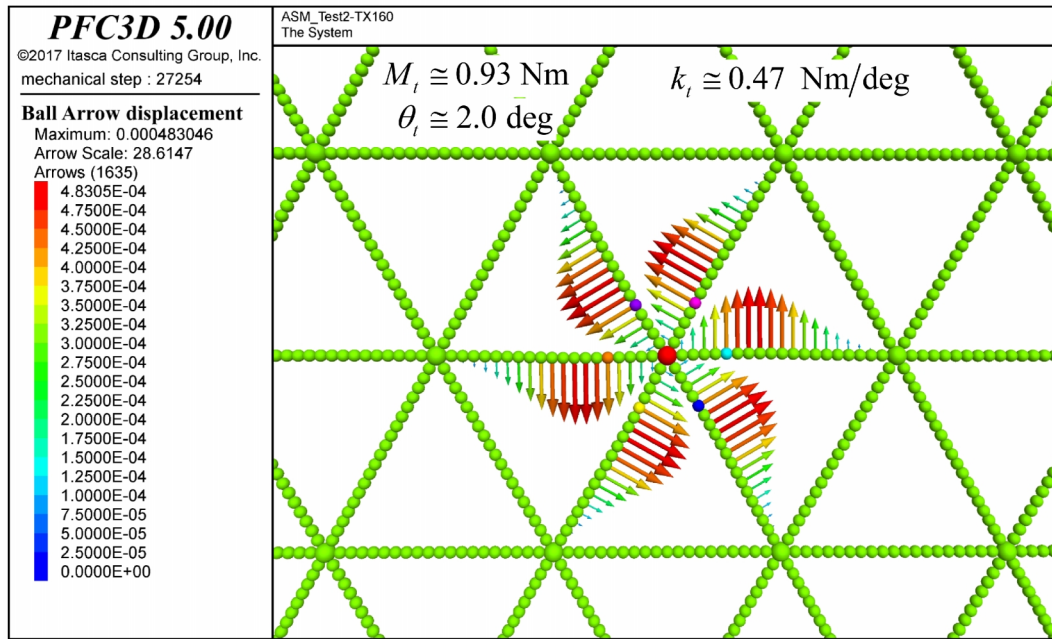 PFC3D 5.00
©2017 Itasca Consulting Group, Inc.
mechanical step : 27254
Ball Arrow displacement
Maximum: 0.000483046
Arrow Scale: 28.6147
Arrows (1635)
4.8305E-04
4.7500E-04
4.5000E-04
4.2500E-04
4.0000E-04
3.7500E-04
3.5000E-04
3.2500E-04
3.0000E-04
2.7500E-04
2.5000E-04
2.2500E-04
2.0000E-04
1.7500E-04
1.5000E-04
1.2500E-04
1.0000E-04
7.5000E-05
5.0000E-05
2.5000E-05
0.0000E+00
ASM_Test2-TX160
The System
M_t ≅ 0.93 Nm
θ_t ≅ 2.0 deg
k_t ≅ 0.47 Nm/deg